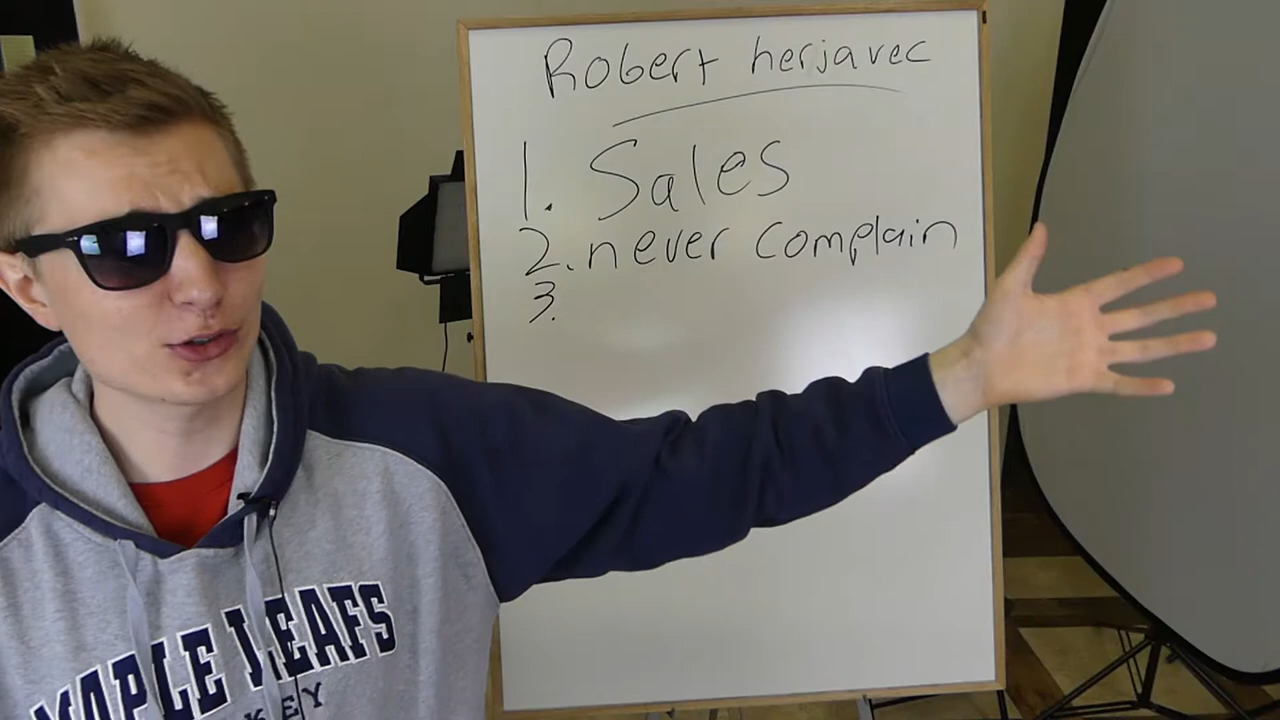 Robert herjavec
1. Sales
2. never complain
3.
MAPLE LEAFS
KEY